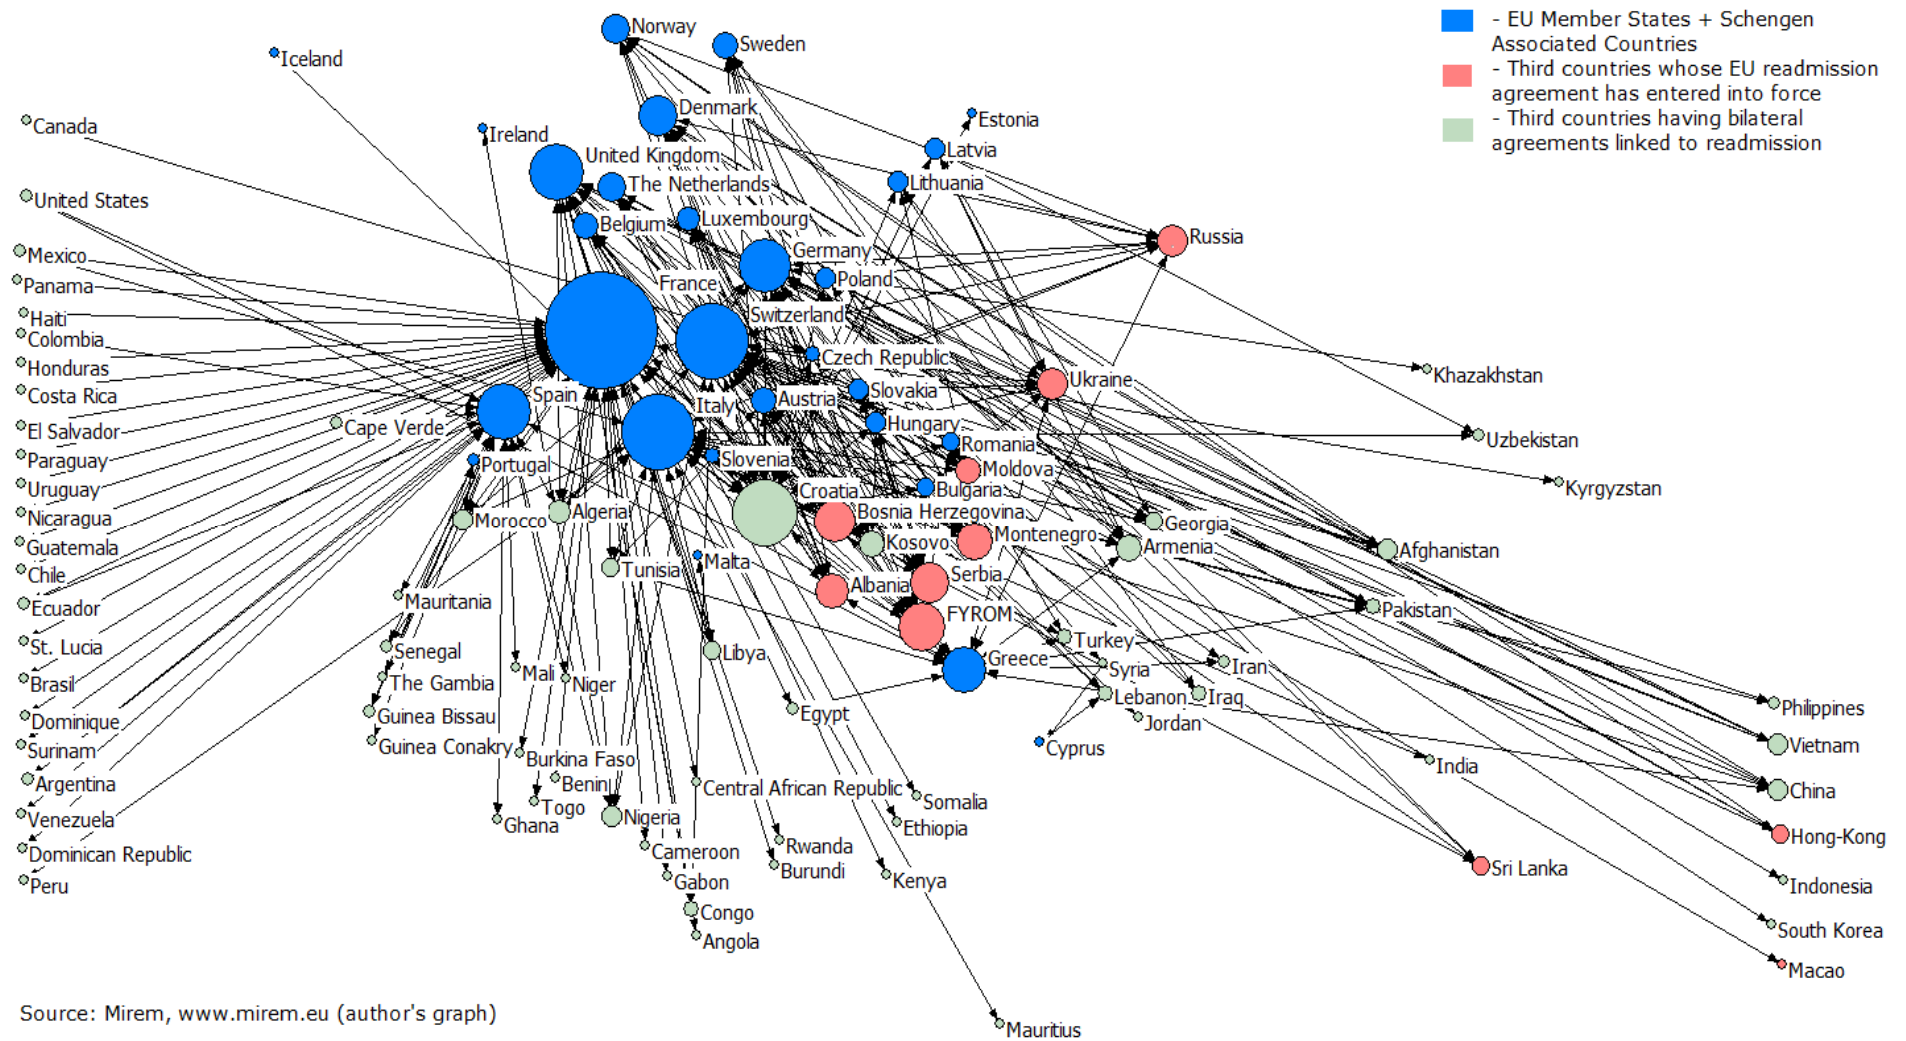 - EU Member States + Schengen
Associated Countries
- Third countries whose EU readmission
agreement has entered into force
- Third countries having bilateral
agreements linked to readmission
Norway
Sweden
Iceland
Denmark
Estonia
Canada
Ireland
Latvia
United Kingdom
The Netherlands
Lithuania
United States
Luxembourg
Belgium
Russia
Germany
Mexico
Poland
France
Panama
Switzerland
Haiti
Colombia
Czech Republic
Honduras
Khazakhstan
Ukraine
Slovakia
Costa Rica
Spain
Austria
Italy
Hungary
Cape Verde
El Salvador
Uzbekistan
Romania
Paraguay
Slovenia
Portugal
Moldova
Uruguay
Kyrgyzstan
Croatia
Bulgaria
Nicaragua
Algeria
Bosnia Herzegovina
Morocco
Georgia
Montenegro
Kosovo
Guatemala
Armenia
Afghanistan
Malta
Tunisia
Chile
Serbia
Albania
Mauritania
Ecuador
Pakistan
FYROM
Turkey
St. Lucia
Senegal
Libya
Greece
Syria
Iran
Mali
The Gambia
Niger
Brasil
Lebanon
Iraq
Philippines
Egypt
Guinea Bissau
Dominique
Jordan
Guinea Conakry
Cyprus
Vietnam
Surinam
Burkina Faso
India
Argentina
Benin
Central African Republic
China
Somalia
Togo
Nigeria
Venezuela
Ghana
Ethiopia
Hong-Kong
Rwanda
Cameroon
Dominican Republic
Burundi
Sri Lanka
Gabon
Kenya
Peru
Indonesia
Congo
South Korea
Angola
Macao
Source: Mirem, www.mirem.eu (author's graph)
Mauritius